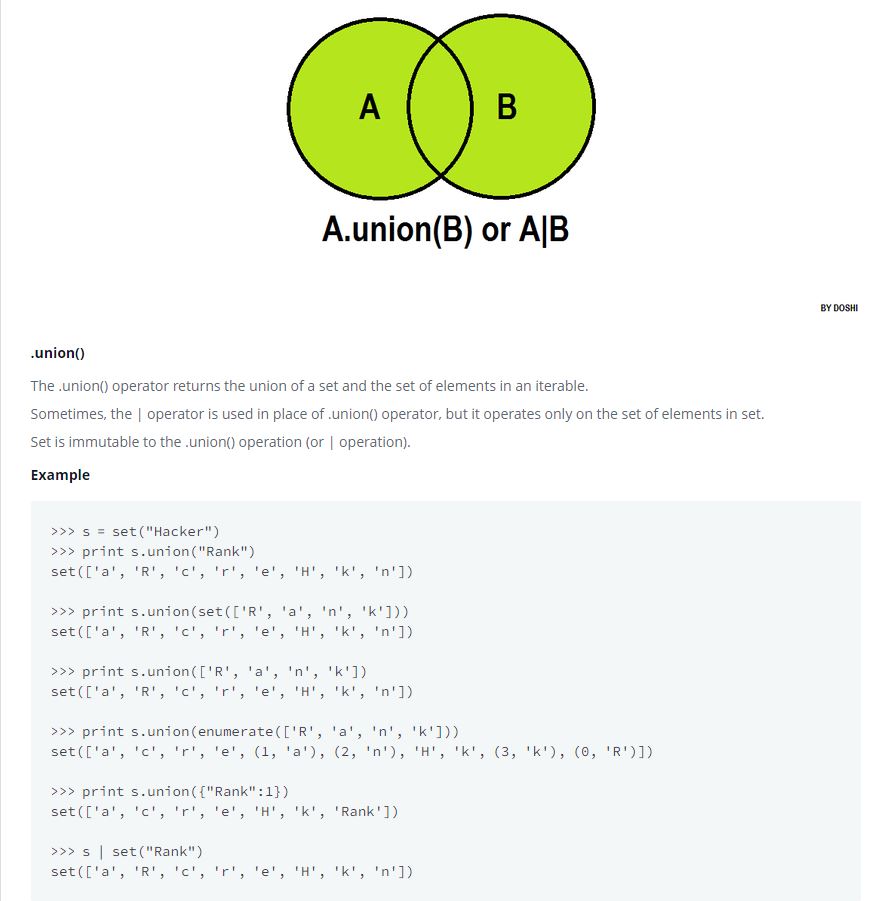 A B
A.union(B) or A|B
BY DOSHI
.union()
The .union() operator returns the union of a set and the set of elements in an iterable.
Sometimes, the | operator is used in place of .union() operator, but it operates only on the set of elements in set.
Set is immutable to the .union() operation (or | operation).
Example
>>> s = set("Hacker")
>>> print s.union("Rank")
set(['a', 'R', 'c', 'r', 'e', 'H', 'k', 'n'])
>>> print s.union(set(['R', 'a', 'n', 'k']))
set(['a', 'R', 'c', 'r', 'e', 'H', 'k', 'n'])
>>> print s.union(['R', 'a', 'n', 'k'])
set(['a', 'R', 'c', 'r', 'e', 'H', 'k', 'n'])
>>> print s.union(enumerate(['R', 'a', 'n', 'k']))
set(['a', 'c', 'r', 'e', (1, 'a'), (2, 'n'), 'H', 'k', (3, 'k'), (0, 'R')])
>>> print s.union({"Rank":1})
set(['a', 'c', 'r', 'e', 'H', 'k', 'Rank'])
>>> s | set("Rank")
set(['a', 'R', 'c', 'r', 'e', 'H', 'k', 'n'])